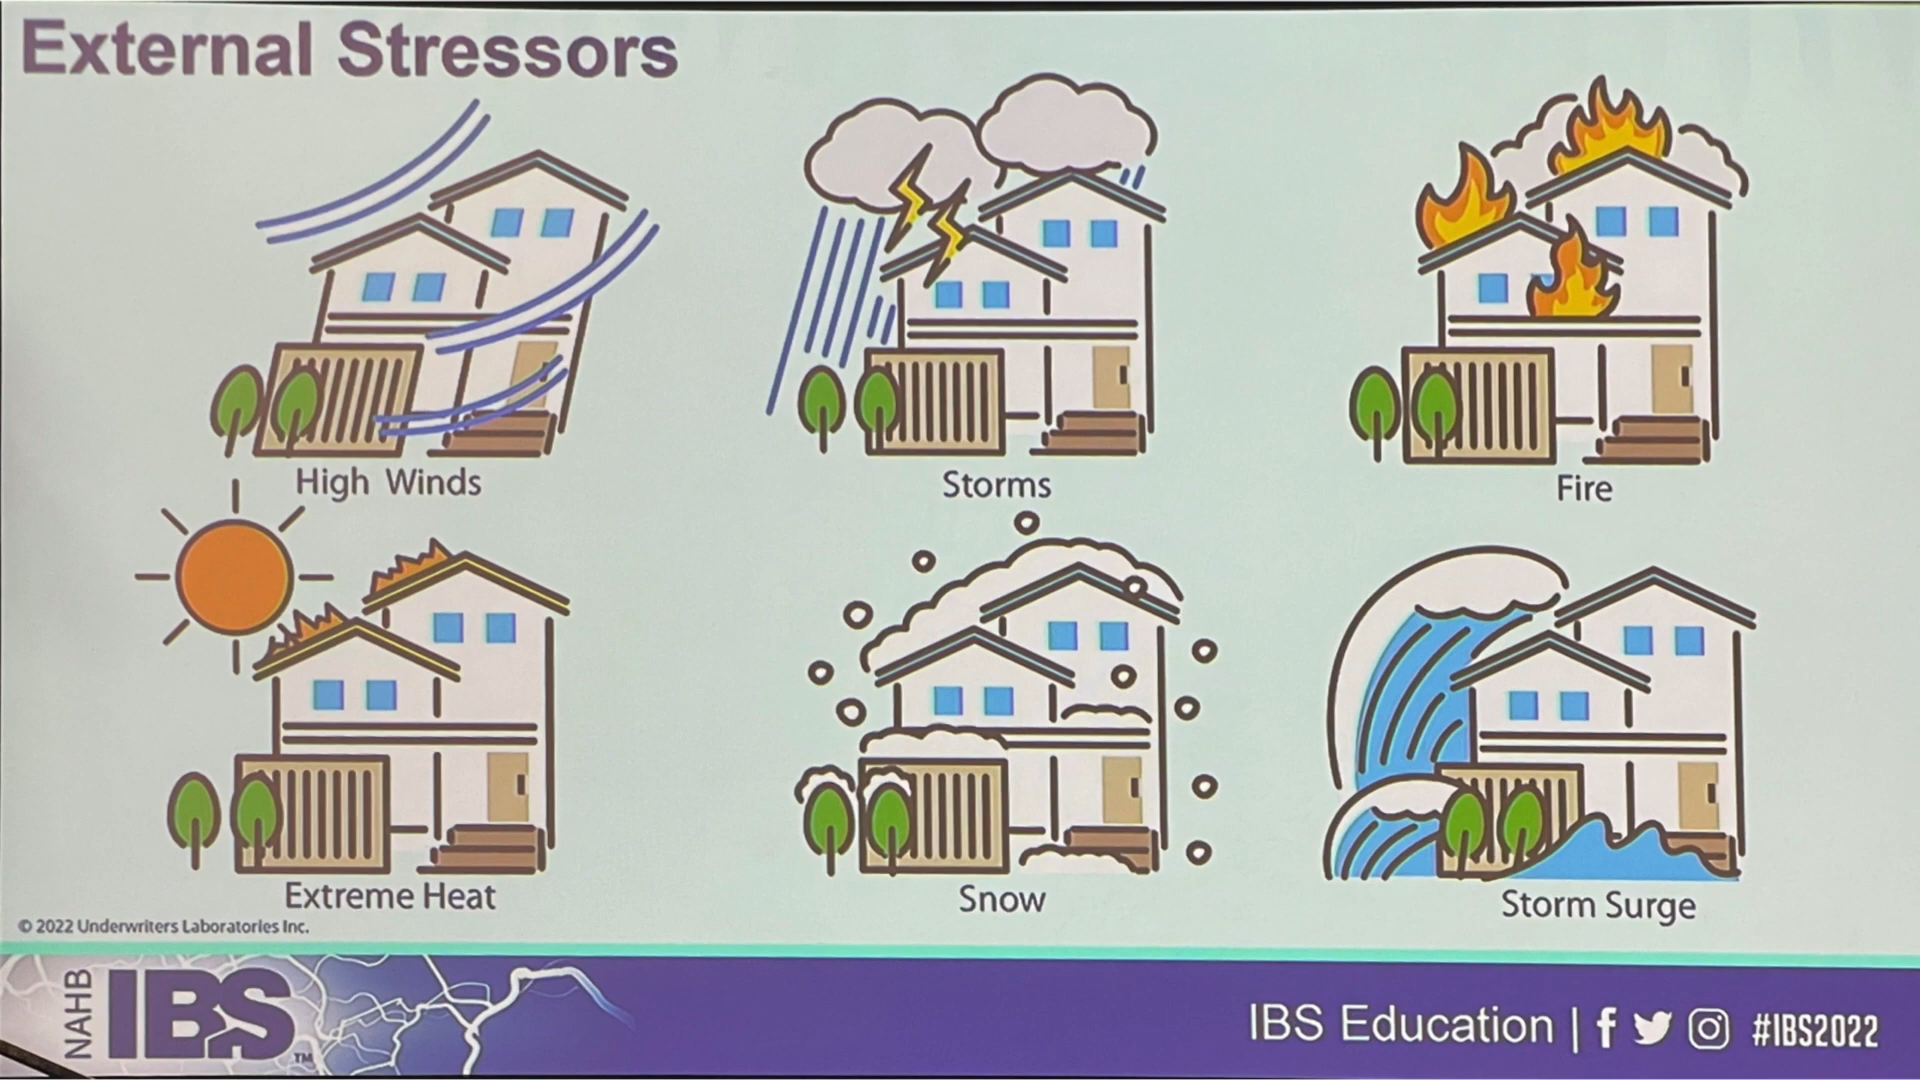 External Stressors
High Winds
Storms
Fire
Extreme Heat
Snow
Storm Surge
© 2022 Underwriters Laboratories Inc.
NAHB
IBS
TM
IBS Education | #IBS2022